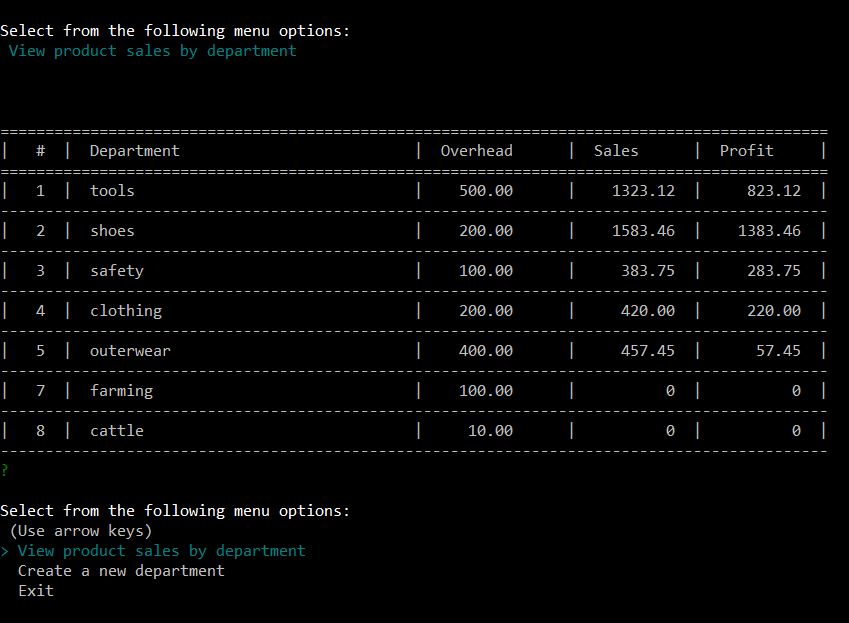 Select from the following menu options:
View product sales by department
============================================================================================
|   #  |  Department                          |  Overhead      |  Sales      |  Profit     |
============================================================================================
|   1  |  tools                               |    500.00      |    1323.12  |     823.12  |
--------------------------------------------------------------------------------------------
|   2  |  shoes                               |    200.00      |    1583.46  |    1383.46  |
--------------------------------------------------------------------------------------------
|   3  |  safety                              |    100.00      |     383.75  |     283.75  |
--------------------------------------------------------------------------------------------
|   4  |  clothing                            |    200.00      |     420.00  |     220.00  |
--------------------------------------------------------------------------------------------
|   5  |  outerwear                           |    400.00      |     457.45  |      57.45  |
--------------------------------------------------------------------------------------------
|   7  |  farming                             |    100.00      |          0  |          0  |
--------------------------------------------------------------------------------------------
|   8  |  cattle                              |     10.00      |          0  |          0  |
--------------------------------------------------------------------------------------------
?
Select from the following menu options:
(Use arrow keys)
> View product sales by department
Create a new department
Exit